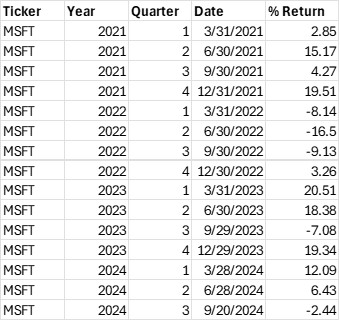 Ticker Year Quarter Date % Return
MSFT 2021 1 3/31/2021 2.85
MSFT 2021 2 6/30/2021 15.17
MSFT 2021 3 9/30/2021 4.27
MSFT 2021 4 12/31/2021 19.51
MSFT 2022 1 3/31/2022 -8.14
MSFT 2022 2 6/30/2022 -16.5
MSFT 2022 3 9/30/2022 -9.13
MSFT 2022 4 12/30/2022 3.26
MSFT 2023 1 3/31/2023 20.51
MSFT 2023 2 6/30/2023 18.38
MSFT 2023 3 9/29/2023 -7.08
MSFT 2023 4 12/29/2023 19.34
MSFT 2024 1 3/28/2024 12.09
MSFT 2024 2 6/28/2024 6.43
MSFT 2024 3 9/20/2024 -2.44